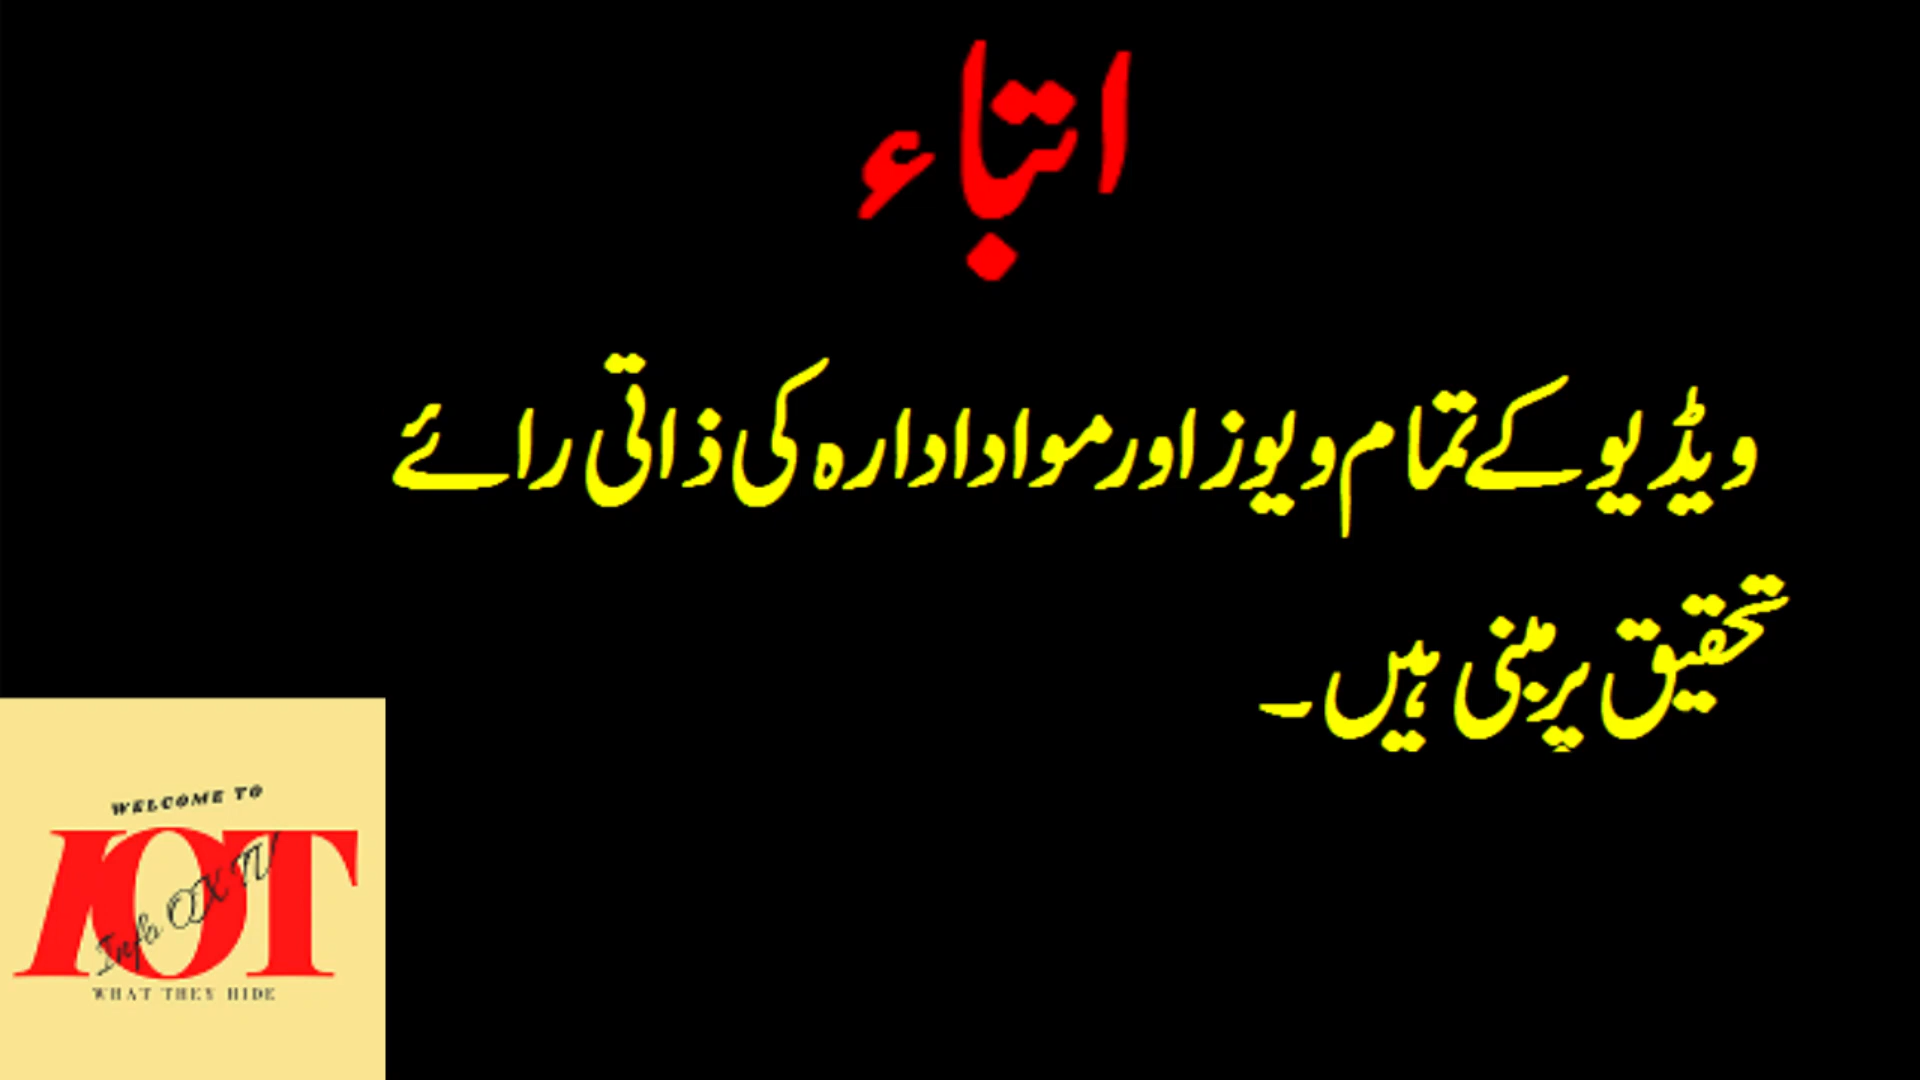 اتباء
ویڈیو کے تمام ویوز اور مواد ادارہ کی ذاتی رائے
تحقیق پر مبنی ہیں۔
WELCOME TO
IOT
Info OX TV
WHAT THEY HIDE